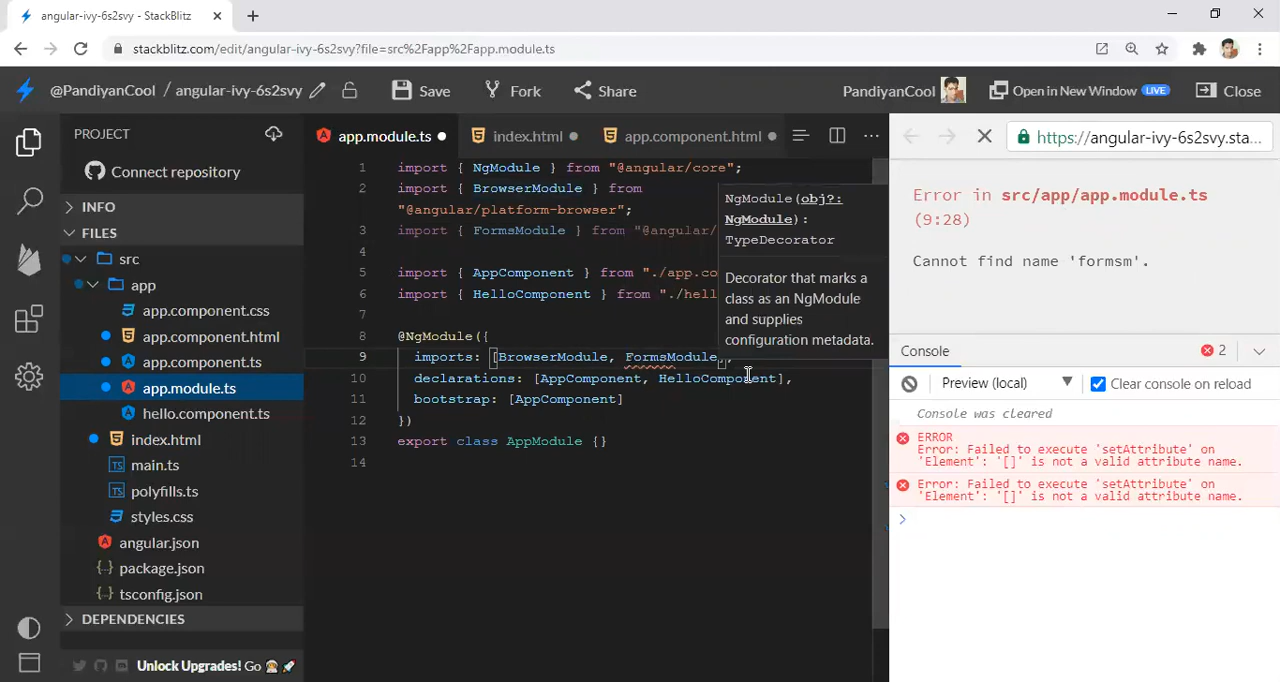 angular-ivy-6s2svy - StackBlitz
stackblitz.com/edit/angular-ivy-6s2svy?file=src%2Fapp%2Fapp.module.ts
@PandiyanCool / angular-ivy-6s2svy
Save
Fork
Share
PandiyanCool
Open in New Window LIVE
Close
PROJECT
Connect repository
INFO
FILES
src
app
app.component.css
app.component.html
app.component.ts
app.module.ts
hello.component.ts
index.html
main.ts
polyfills.ts
styles.css
angular.json
package.json
tsconfig.json
DEPENDENCIES
Unlock Upgrades! Go
app.module.ts
index.html
app.component.html
1 import { NgModule } from "@angular/core";
2 import { BrowserModule } from
"@angular/platform-browser";
3 import { FormsModule } from "@angular/
4
5 import { AppComponent } from "./app.co
6 import { HelloComponent } from "./hell
7
8 @NgModule({
9 imports: [BrowserModule, FormsModule],
10 declarations: [AppComponent, HelloComponent],
11 bootstrap: [AppComponent]
12 })
13 export class AppModule {}
14
NgModule(obj?:
NgModule):
TypeDecorator
Decorator that marks a
class as an NgModule
and supplies
configuration metadata.
https://angular-ivy-6s2svy.sta...
Error in src/app/app.module.ts
(9:28)
Cannot find name 'formsm'.
Console
2
Preview (local)
Clear console on reload
Console was cleared
ERROR
Error: Failed to execute 'setAttribute' on
'Element': '[]' is not a valid attribute name.
Error: Failed to execute 'setAttribute' on
'Element': '[]' is not a valid attribute name.